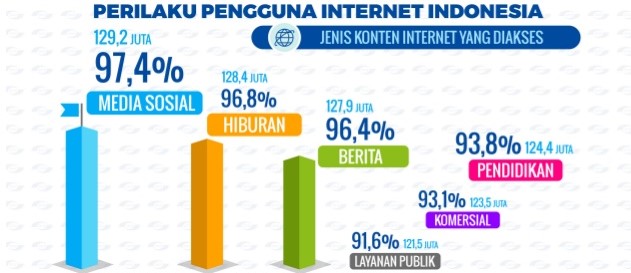 PERILAKU PENGGUNA INTERNET INDONESIA
JENIS KONTEN INTERNET YANG DIAKSES
129,2 JUTA
97,4%
MEDIA SOSIAL
128,4 JUTA
96,8%
HIBURAN
127,9 JUTA
96,4%
BERITA
93,8% 124,4 JUTA
PENDIDIKAN
93,1% 123,5 JUTA
KOMERSIAL
91,6% 121,5 JUTA
LAYANAN PUBLIK